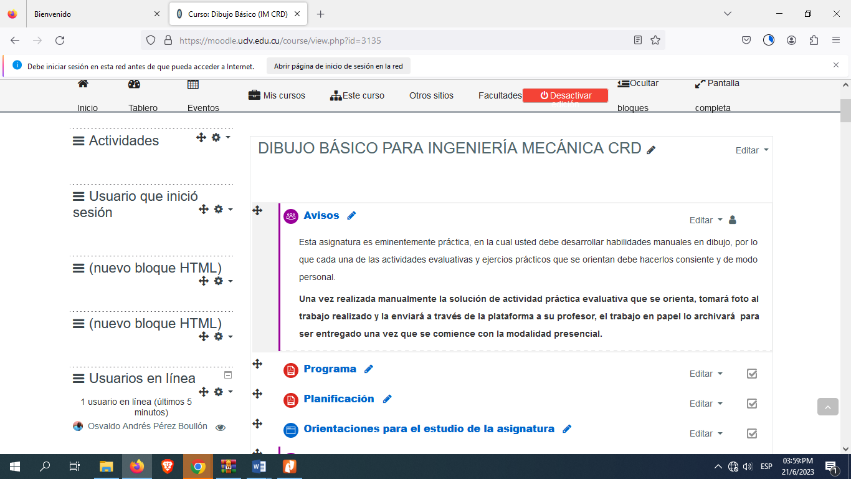 Bienvenido
Curso: Dibujo Básico (IM CRD)
https://moodle.uclv.edu.cu/course/view.php?id=3135
Debe iniciar sesión en esta red antes de que pueda acceder a Internet.
Abrir página de inicio de sesión en la red
Inicio
Tablero
Eventos
Mis cursos
Este curso
Otros sitios
Facultades
Desactivar
Ocultar
bloques
Pantalla
completa
Actividades
Usuario que inició
sesión
(nuevo bloque HTML)
(nuevo bloque HTML)
Usuarios en línea
1 usuario en línea (últimos 5
minutos)
Osvaldo Andrés Pérez Boullón
DIBUJO BÁSICO PARA INGENIERÍA MECÁNICA CRD
Editar
Avisos
Editar
Esta asignatura es eminentemente práctica, en la cual usted debe desarrollar habilidades manuales en dibujo, por lo
que cada una de las actividades evaluativas y ejercios prácticos que se orientan debe hacerlos consiente y de modo
personal.
Una vez realizada manualmente la solución de actividad práctica evaluativa que se orienta, tomará foto al
trabajo realizado y la enviará a través de la plataforma a su profesor, el trabajo en papel lo archivará para
ser entregado una vez que se comience con la modalidad presencial.
Programa
Editar
Planificación
Editar
Orientaciones para el estudio de la asignatura
Editar
ESP
03:59PM
21/6/2023
1